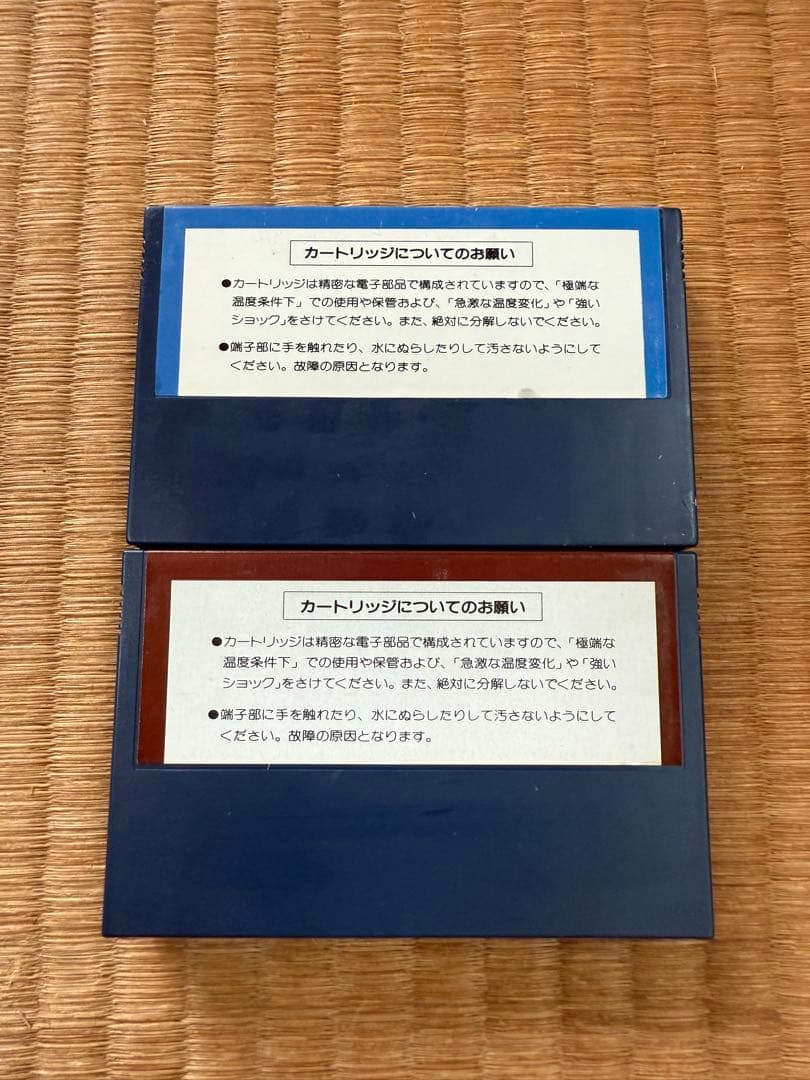 カートリッジについてのお願い
●カートリッジは精密な電子部品で構成されていますので、「極端な
温度条件下」での使用や保管および、「急激な温度変化」や「強い
ショック」をさけてください。また、絶対に分解しないでください。
●端子部に手を触れたり、水にぬらしたりして汚さないようにして
ください。故障の原因となります。
カートリッジについてのお願い
●カートリッジは精密な電子部品で構成されていますので、「極端な
温度条件下」での使用や保管および、「急激な温度変化」や「強い
ショック」をさけてください。また、絶対に分解しないでください。
●端子部に手を触れたり、水にぬらしたりして汚さないようにして
ください。故障の原因となります。